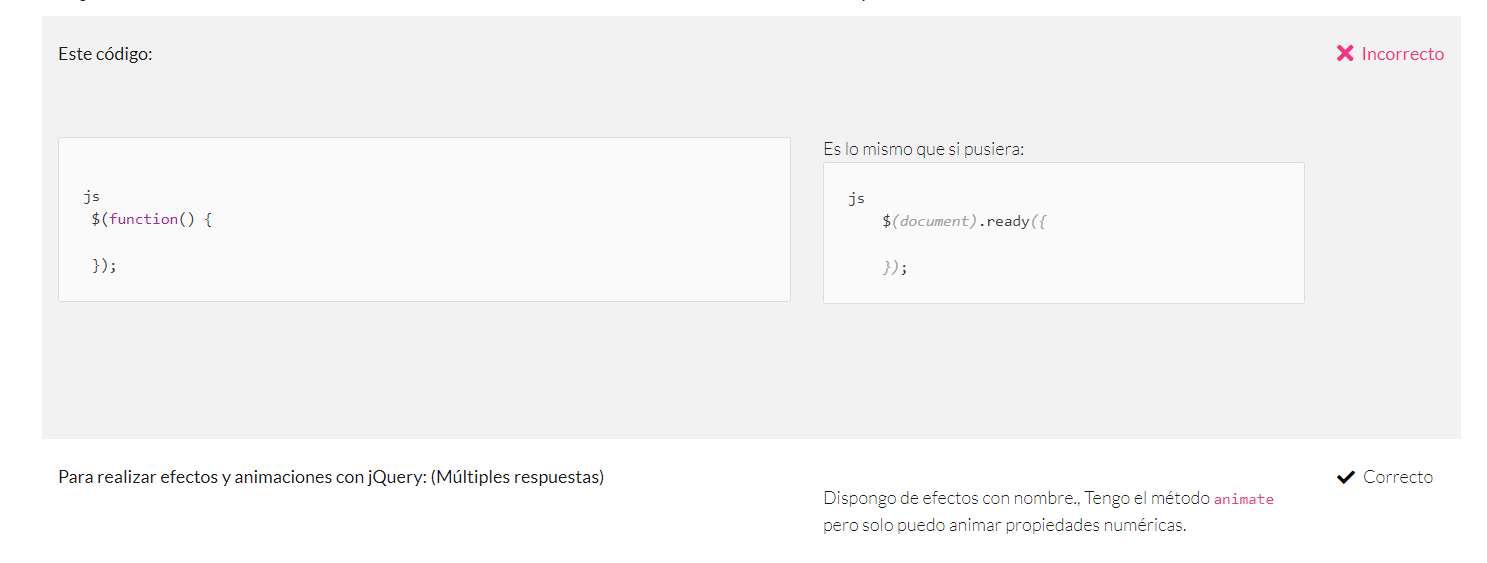 Este código:
Incorrecto
js
$(function() {
});
Es lo mismo que si pusiera:
js
$(document).ready({
});
Para realizar efectos y animaciones con jQuery: (Múltiples respuestas)
Correcto
Dispongo de efectos con nombre., Tengo el método animate
pero solo puedo animar propiedades numéricas.